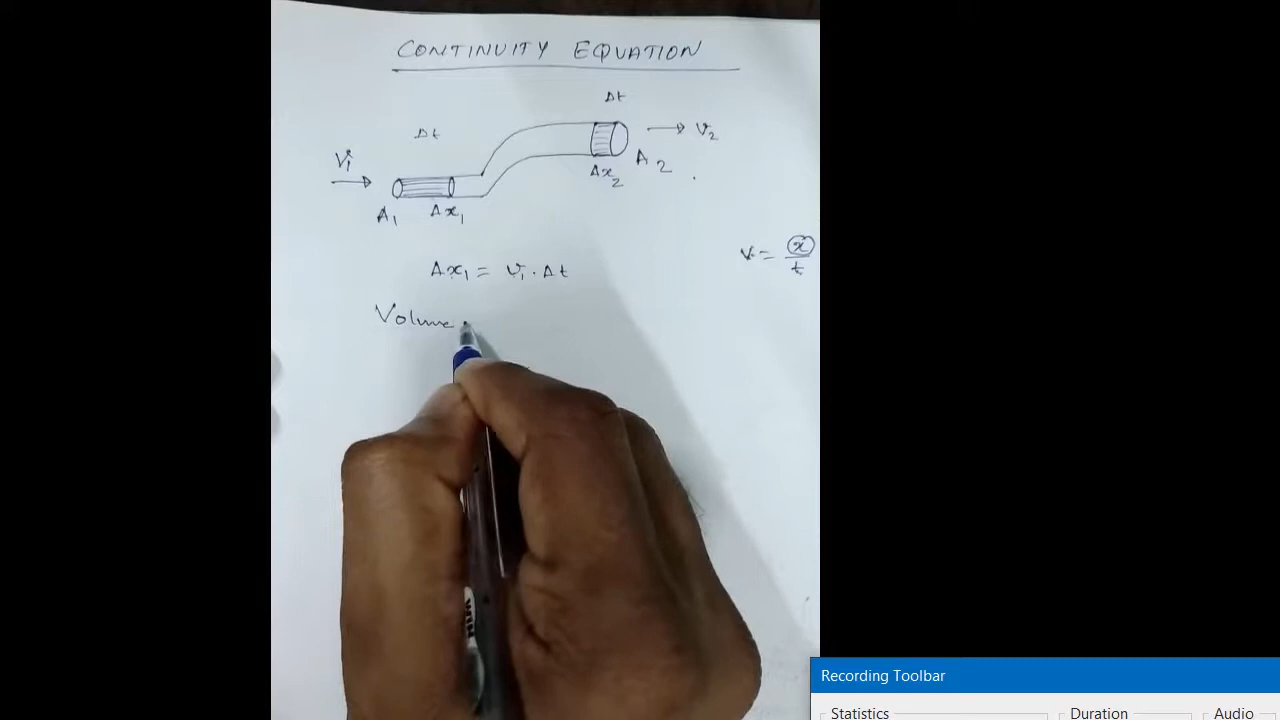 CONTINUITY EQUATION
Δt
Δt
V1
V2
A1
Δx1
Δx2
A2
Δx1 = V1 . Δt
V = x/t
Volume
Recording Toolbar
Statistics
Duration
Audio